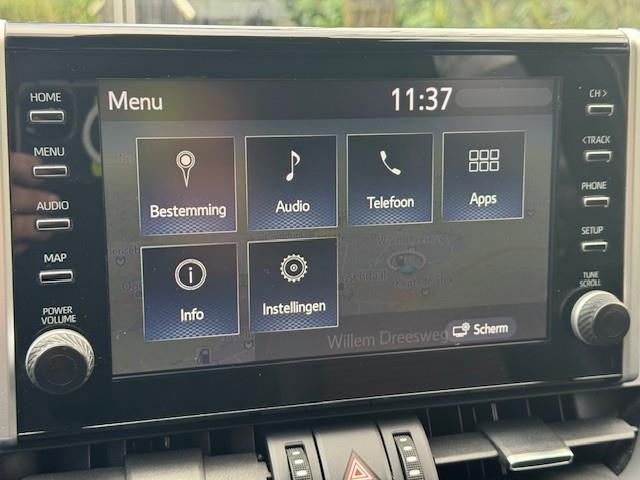 Menu
11:37
Bestemming
Audio
Telefoon
Apps
Info
Instellingen
Willem Dreesweg
Scherm
HOME
MENU
AUDIO
MAP
POWER
VOLUME
CH >
< TRACK
PHONE
SETUP
TUNE
SCROLL